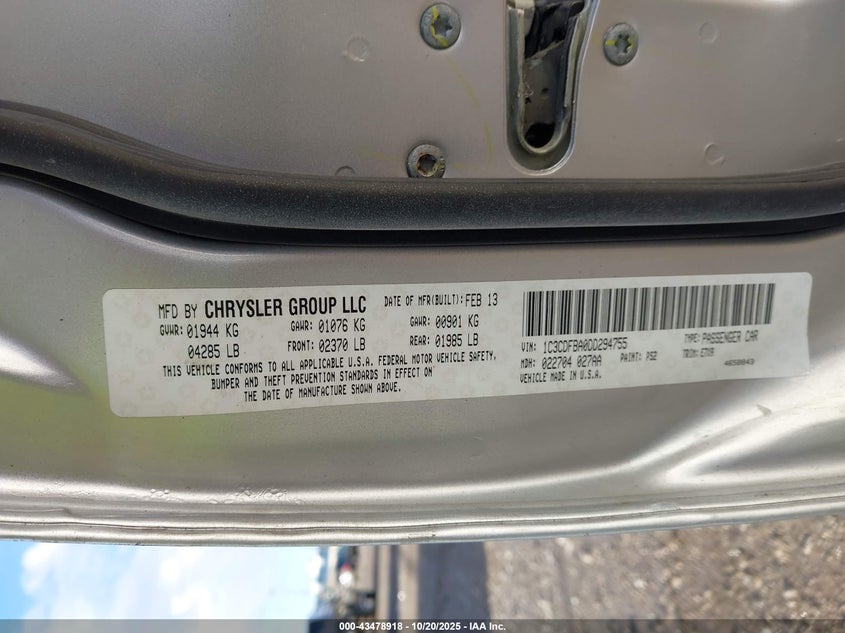 MFD BY CHRYSLER GROUP LLC
DATE OF MFR(BUILT): FEB 13
GVWR: 01944 KG
GAWR: 01076 KG
GAWR: 00901 KG
04285 LB
FRONT: 02370 LB
REAR: 01985 LB
THIS VEHICLE CONFORMS TO ALL APPLICABLE U.S.A. FEDERAL MOTOR VEHICLE SAFETY,
BUMPER AND THEFT PREVENTION STANDARDS IN EFFECT ON
THE DATE OF MANUFACTURE SHOWN ABOVE.
VIN: 1C3CDFBA0DD294755
TYPE: PASSENGER CAR
MDH: 022704 027AA
PAINT: PS2
TRIM: E7X9
VEHICLE MADE IN U.S.A.
4650049
000-43478918 - 10/20/2025 - IAA Inc.